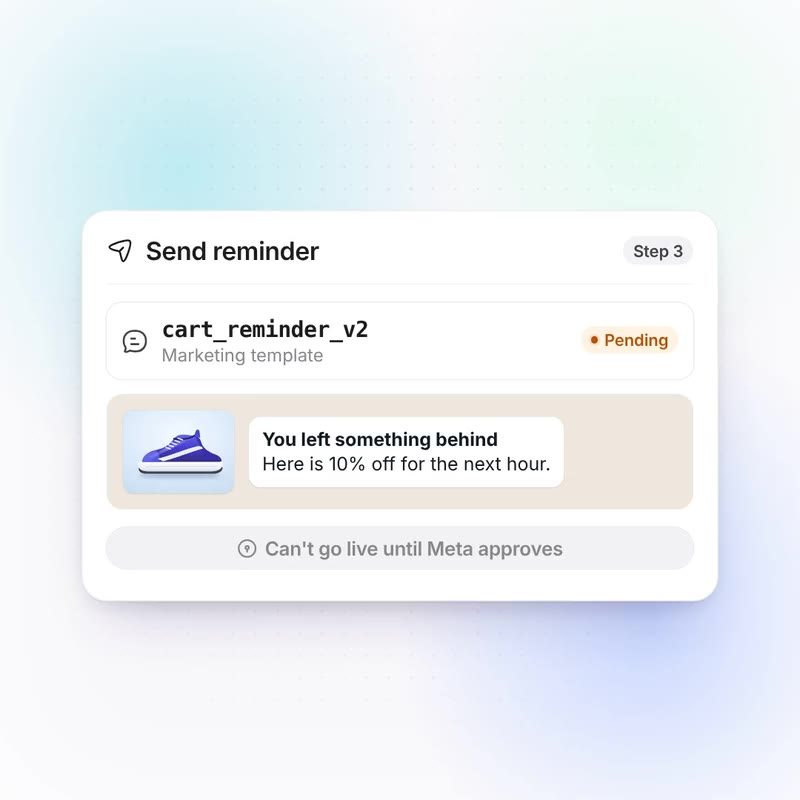 Send reminder
Step 3
cart_reminder_v2
Marketing template
Pending
You left something behind
Here is 10% off for the next hour.
Can't go live until Meta approves